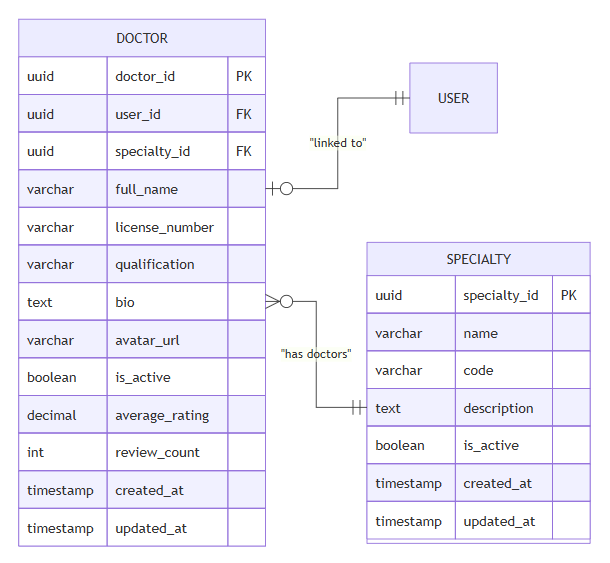 DOCTOR
uuid doctor_id PK
uuid user_id FK
uuid specialty_id FK
varchar full_name
varchar license_number
varchar qualification
text bio
varchar avatar_url
boolean is_active
decimal average_rating
int review_count
timestamp created_at
timestamp updated_at
USER
"linked to"
"has doctors"
SPECIALTY
uuid specialty_id PK
varchar name
varchar code
text description
boolean is_active
timestamp created_at
timestamp updated_at